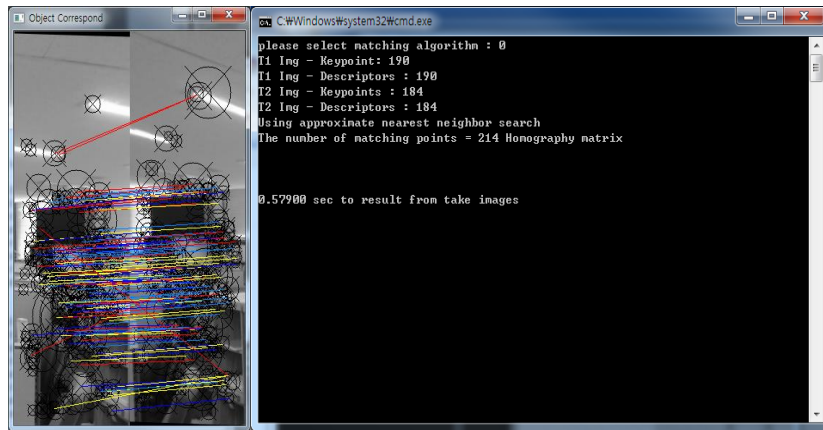 Object Correspond
C:₩Windows₩system32₩cmd.exe
please select matching algorithm : 0
T1 Img - Keypoint: 190
T1 Img - Descriptors : 190
T2 Img - Keypoints : 184
T2 Img - Descriptors : 184
Using approximate nearest neighbor search
The number of matching points = 214 Homography matrix
0.57900 sec to result from take images